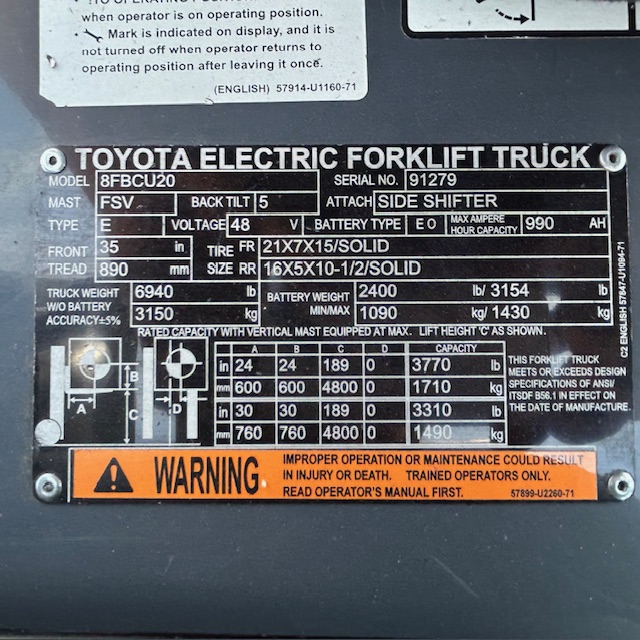 when operator is on operating position.
Mark is indicated on display, and it is
not turned off when operator returns to
operating position after leaving it once.
(ENGLISH) 57914-U1160-71
TOYOTA ELECTRIC FORKLIFT TRUCK
MODEL 8FBCU20 SERIAL NO. 91279
MAST FSV BACK TILT 5 ATTACH SIDE SHIFTER
TYPE E VOLTAGE 48 V BATTERY TYPE E O MAX AMPERE HOUR CAPACITY 990 AH
FRONT 35 in TIRE FR 21X7X15/SOLID
TREAD 890 mm SIZE RR 16X5X10-1/2/SOLID
TRUCK WEIGHT 6940 lb BATTERY WEIGHT 2400 lb/ 3154 lb
W/O BATTERY 3150 kg MIN/MAX 1090 kg/ 1430 kg
ACCURACY±5%
C2 ENGLISH 57847-U1094-71
RATED CAPACITY WITH VERTICAL MAST EQUIPPED AT MAX. LIFT HEIGHT 'C' AS SHOWN.
A B C D CAPACITY
in 24 24 189 0 3770 lb
mm 600 600 4800 0 1710 kg
in 30 30 189 0 3310 lb
mm 760 760 4800 0 1490 kg
A B C D
THIS FORKLIFT TRUCK
MEETS OR EXCEEDS DESIGN
SPECIFICATIONS OF ANSI/
ITSDF B56.1 IN EFFECT ON
THE DATE OF MANUFACTURE.
WARNING
IMPROPER OPERATION OR MAINTENANCE COULD RESULT
IN INJURY OR DEATH. TRAINED OPERATORS ONLY.
READ OPERATOR'S MANUAL FIRST. 57899-U2260-71